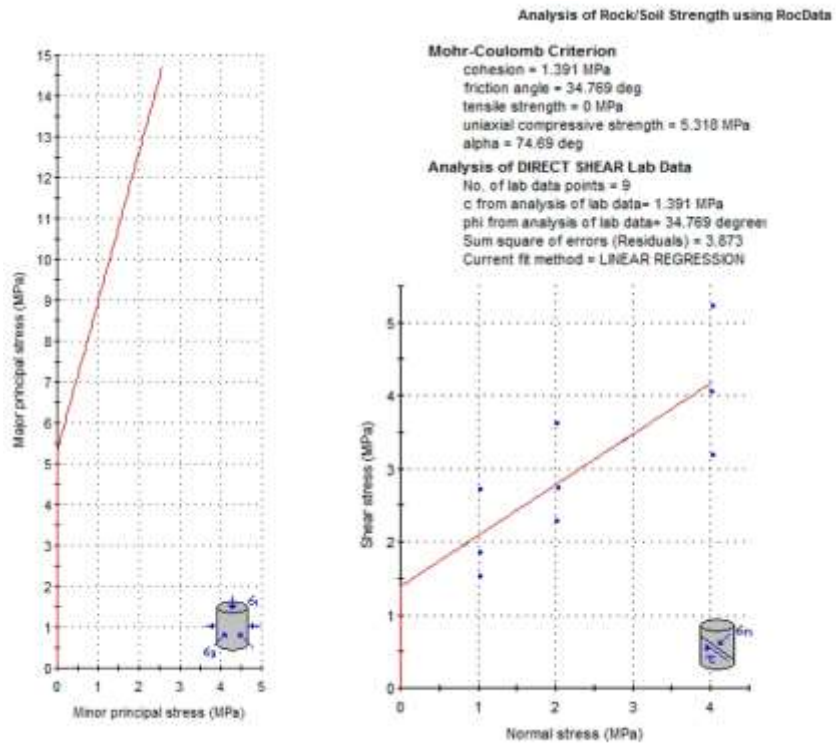 Analysis of Rock/Soil Strength using RocData
Mohr-Coulomb Criterion
cohesion = 1.391 MPa
friction angle = 34.769 deg
tensile strength = 0 MPa
uniaxial compressive strength = 5.318 MPa
alpha = 74.69 deg
Analysis of DIRECT SHEAR Lab Data
No. of lab data points = 9
c from analysis of lab data= 1.391 MPa
phi from analysis of lab data= 34.769 degrees
Sum square of errors (Residuals) = 3.873
Current fit method = LINEAR REGRESSION
Major principal stress (MPa)
15
14
13
12
11
10
9
8
7
6
5
4
3
2
1
0
0 1 2 3 4 5
Minor principal stress (MPa)
Shear stress (MPa)
5
4
3
2
1
0
0 1 2 3 4
Normal stress (MPa)